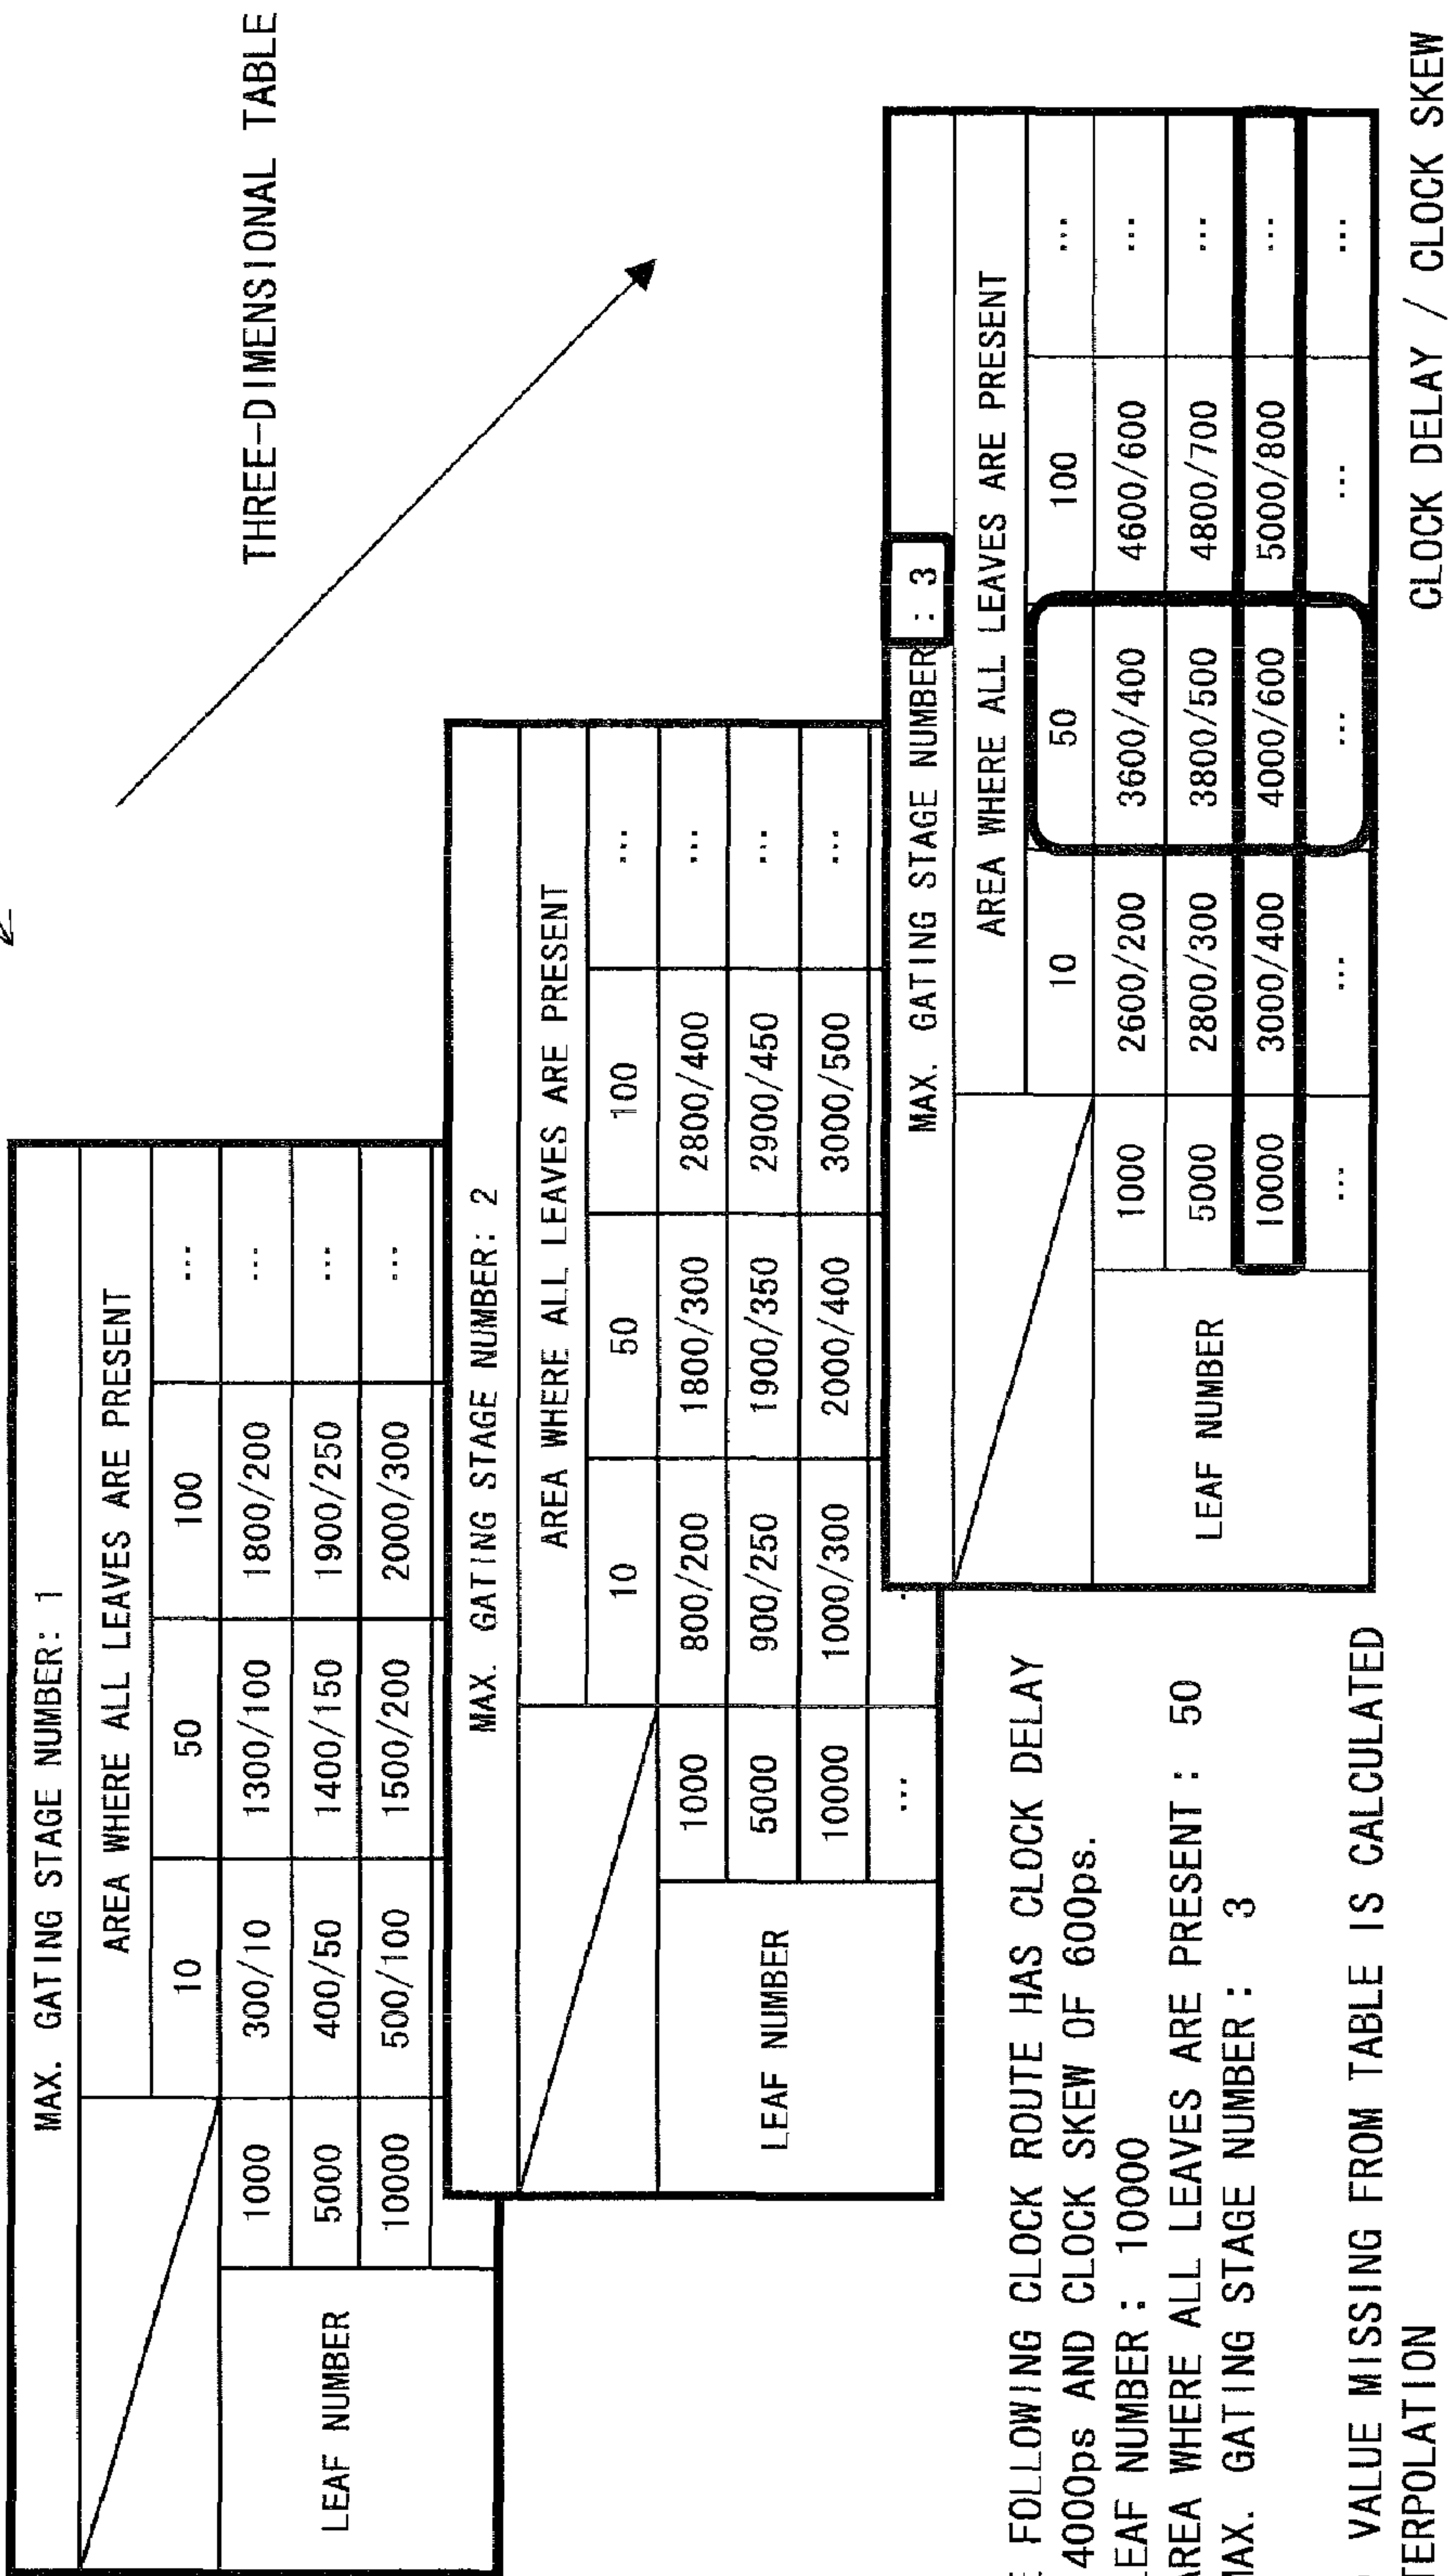 THREE-DIMENSIONAL TABLE
MAX. GATING STAGE NUMBER: 1
AREA WHERE ALL LEAVES ARE PRESENT
10 50 100 ...
LEAF NUMBER
1000 300/10 1300/100 1800/200 ...
5000 400/50 1400/150 1900/250 ...
10000 500/100 1500/200 2000/300 ...
MAX. GATING STAGE NUMBER: 2
AREA WHERE ALL LEAVES ARE PRESENT
10 50 100 ...
LEAF NUMBER
1000 800/200 1800/300 2800/400 ...
5000 900/250 1900/350 2900/450 ...
10000 1000/300 2000/400 3000/500 ...
...
MAX. GATING STAGE NUMBER : 3
AREA WHERE ALL LEAVES ARE PRESENT
10 50 100 ...
LEAF NUMBER
1000 2600/200 3600/400 4600/600 ...
5000 2800/300 3800/500 4800/700 ...
10000 3000/400 4000/600 5000/800 ...
... ... ... ... ...
CLOCK DELAY / CLOCK SKEW
FOLLOWING CLOCK ROUTE HAS CLOCK DELAY
4000ps AND CLOCK SKEW OF 600ps.
LEAF NUMBER : 10000
AREA WHERE ALL LEAVES ARE PRESENT : 50
MAX. GATING STAGE NUMBER : 3
VALUE MISSING FROM TABLE IS CALCULATED
TERPOLATION